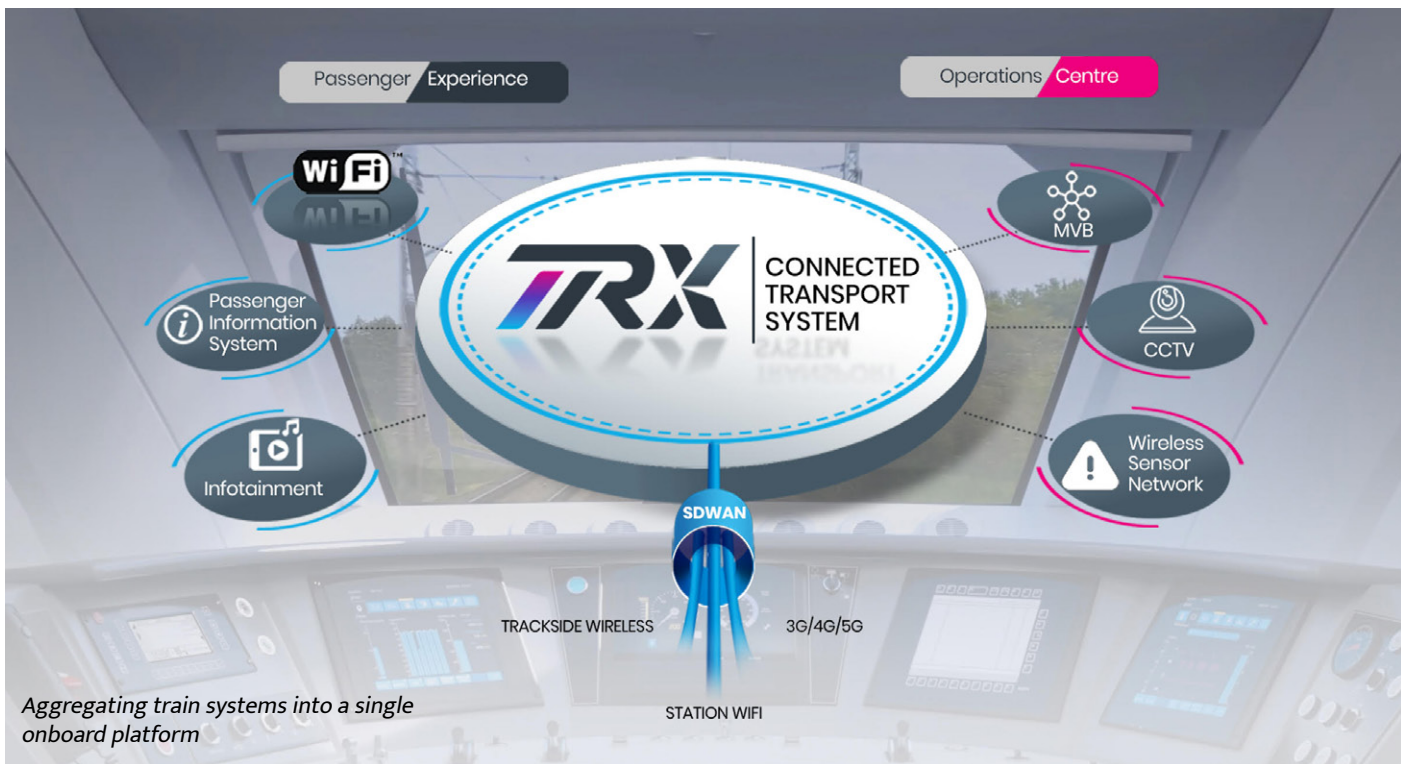 Passenger Experience
Operations Centre
WiFi™
MVB
TRX
CONNECTED
TRANSPORT
SYSTEM
Passenger
Information
System
CCTV
Infotainment
Wireless
Sensor
Network
SDWAN
TRACKSIDE WIRELESS
3G/4G/5G
STATION WIFI
Aggregating train systems into a single
onboard platform